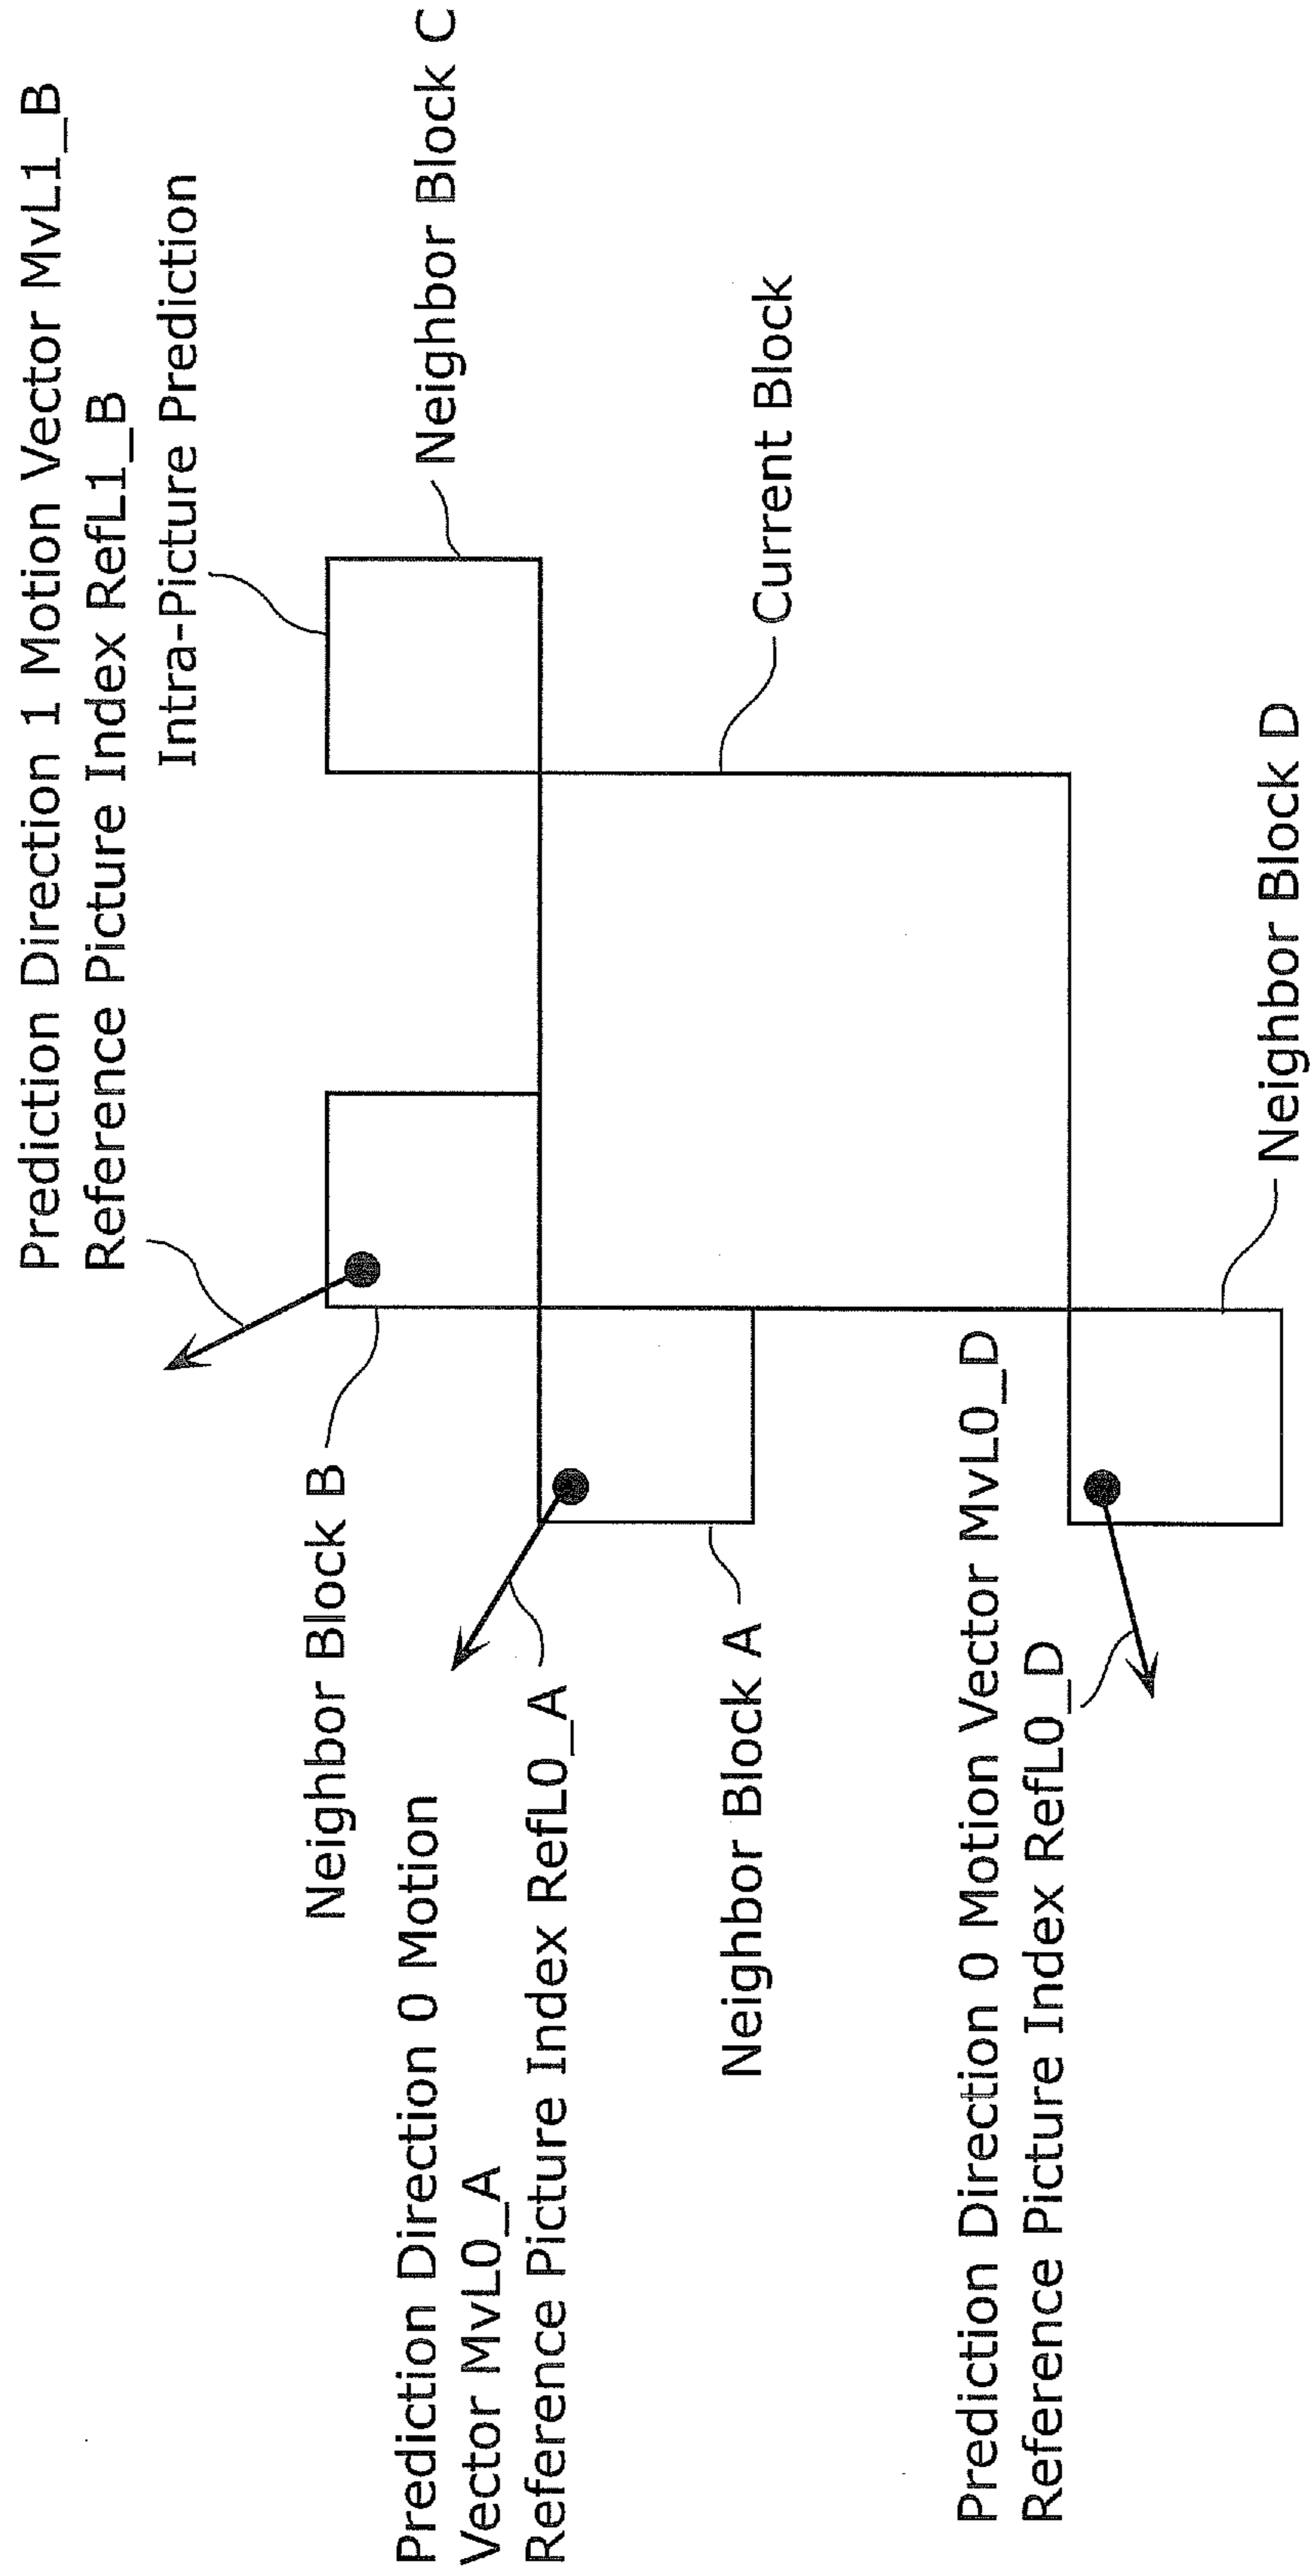 Prediction Direction 1 Motion Vector MvL1_B
Reference Picture Index RefL1_B
Intra-Picture Prediction
Neighbor Block B
Prediction Direction 0 Motion
Vector MvL0_A
Reference Picture Index RefL0_A
Neighbor Block C
Neighbor Block A
Current Block
Prediction Direction 0 Motion Vector MvL0_D
Reference Picture Index RefL0_D
Neighbor Block D